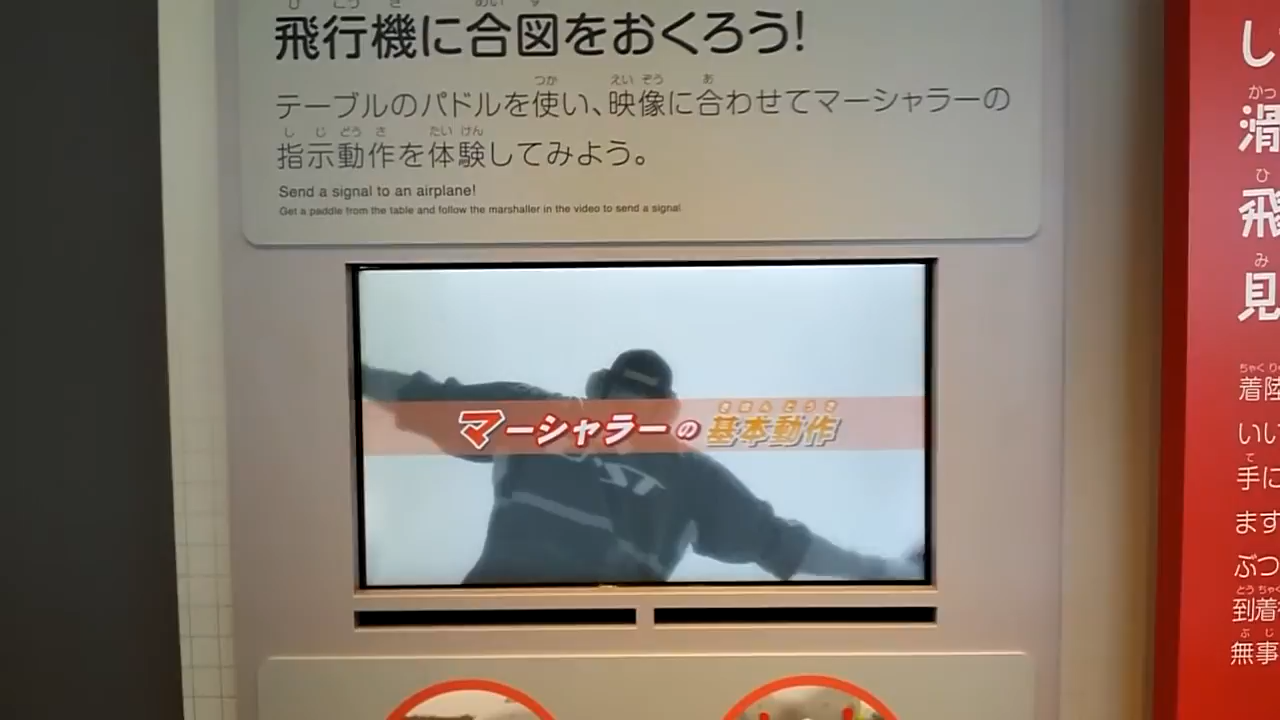 飛行機に合図をおくろう!
テーブルのパドルを使い、映像に合わせてマーシャラーの
指示動作を体験してみよう。
Send a signal to an airplane!
Get a paddle from the table and follow the marshaller in the video to send a signal
マーシャラーの基本動作
し
滑
飛
見
着陸
いい
手に
ます
ぶつ
到着
無事